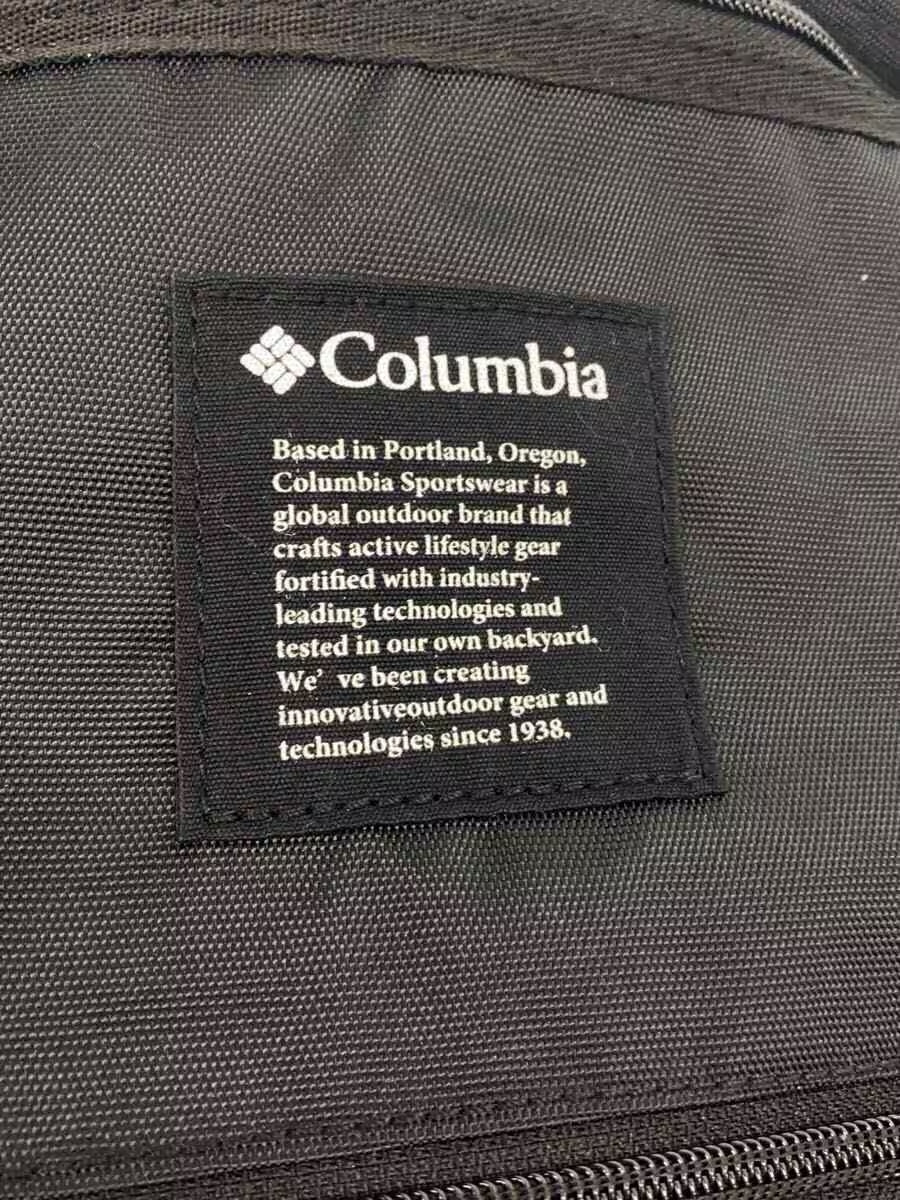 Columbia
Based in Portland, Oregon,
Columbia Sportswear is a
global outdoor brand that
crafts active lifestyle gear
fortified with industry-
leading technologies and
tested in our own backyard.
We’ ve been creating
innovativeoutdoor gear and
technologies since 1938.